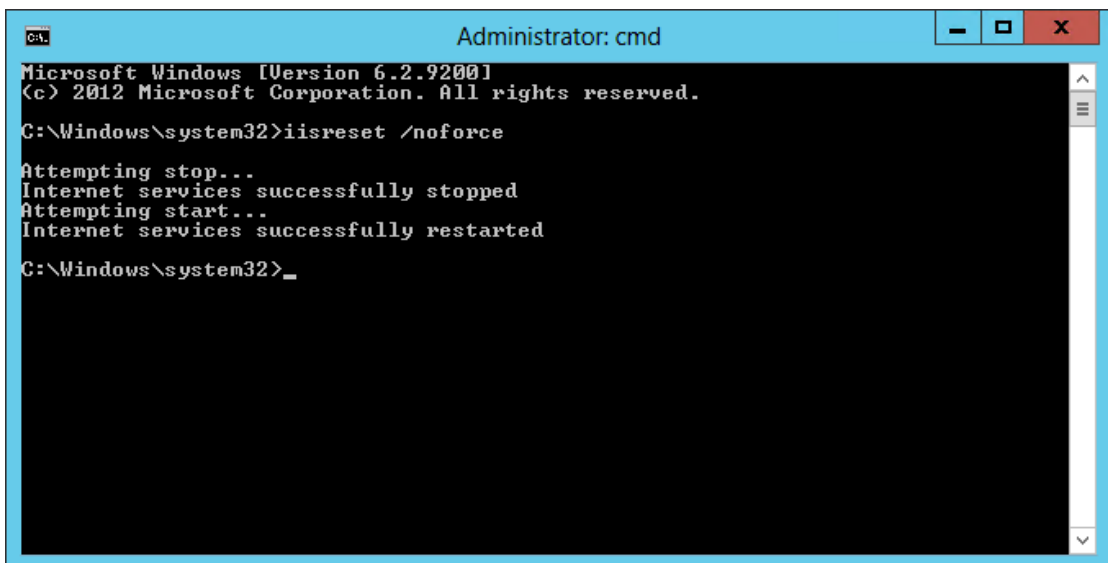 Administrator: cmd
Microsoft Windows [Version 6.2.9200]
(c) 2012 Microsoft Corporation. All rights reserved.
C:\Windows\system32>iisreset /noforce
Attempting stop...
Internet services successfully stopped
Attempting start...
Internet services successfully restarted
C:\Windows\system32>_